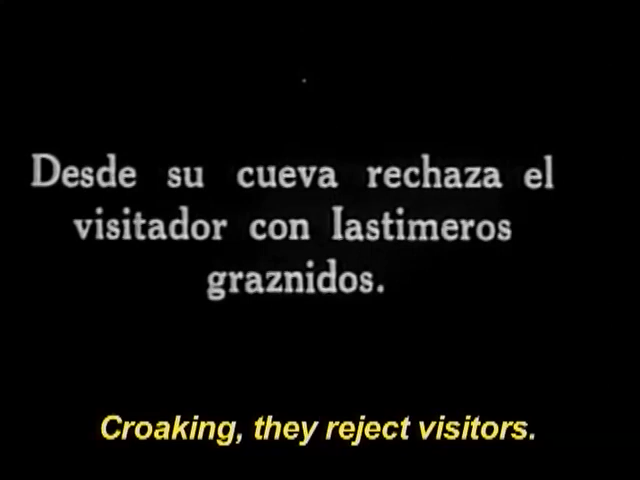 Desde su cueva rechaza el
visitador con lastimeros
graznidos.
Croaking, they reject visitors.